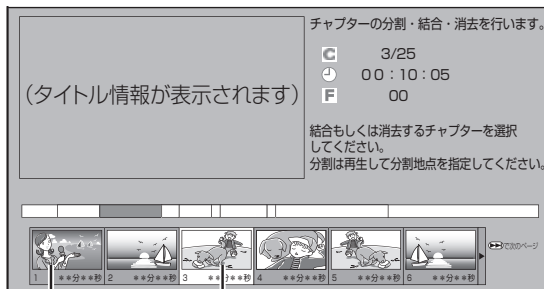 チャプターの分割・結合・消去を行います。
(タイトル情報が表示されます)
C 3/25
00:10:05
F 00
結合もしくは消去するチャプターを選択
してください。
分割は再生して分割地点を指定してください。
1 **分**秒 2 **分**秒 3 **分**秒 4 **分**秒 5 **分**秒 6 **分**秒
で次のページ